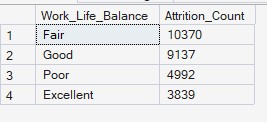 Work_Life_Balance Attrition_Count
1 Fair 10370
2 Good 9137
3 Poor 4992
4 Excellent 3839